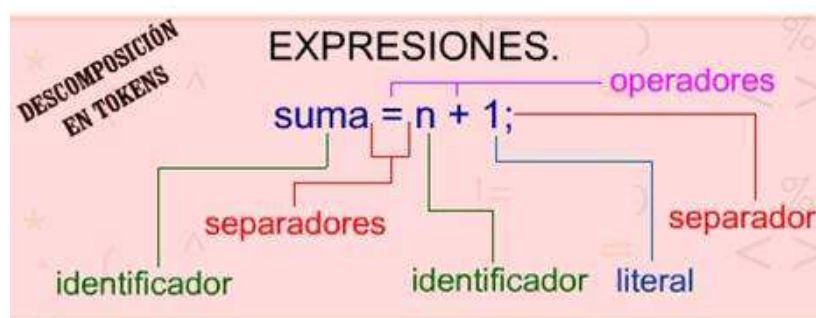 DESCOMPOSICIÓN
EN TOKENS
EXPRESIONES.
operadores
suma = n + 1;
separadores
separador
identificador
identificador
literal